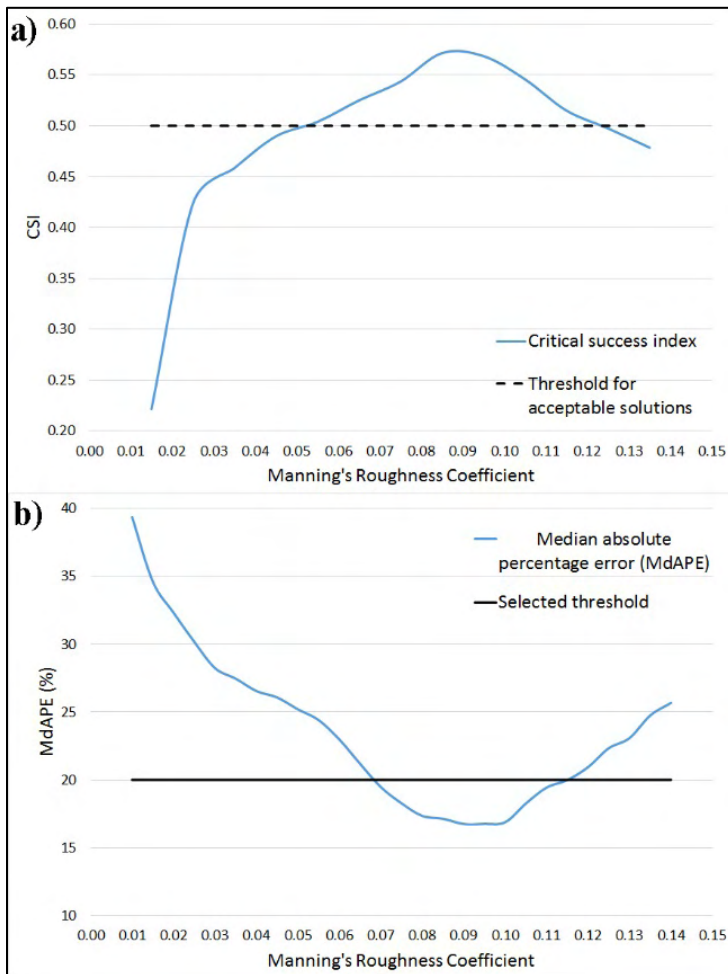 a)
0.60
0.55
0.50
0.45
0.40
0.35
0.30
0.25
0.20
CSI
Critical success index
Threshold for
acceptable solutions
0.00 0.01 0.02 0.03 0.04 0.05 0.06 0.07 0.08 0.09 0.10 0.11 0.12 0.13 0.14 0.15
Manning's Roughness Coefficient
b)
40
35
30
25
20
15
10
MdAPE (%)
Median absolute
percentage error (MdAPE)
Selected threshold
0.00 0.01 0.02 0.03 0.04 0.05 0.06 0.07 0.08 0.09 0.10 0.11 0.12 0.13 0.14 0.15
Manning's Roughness Coefficient